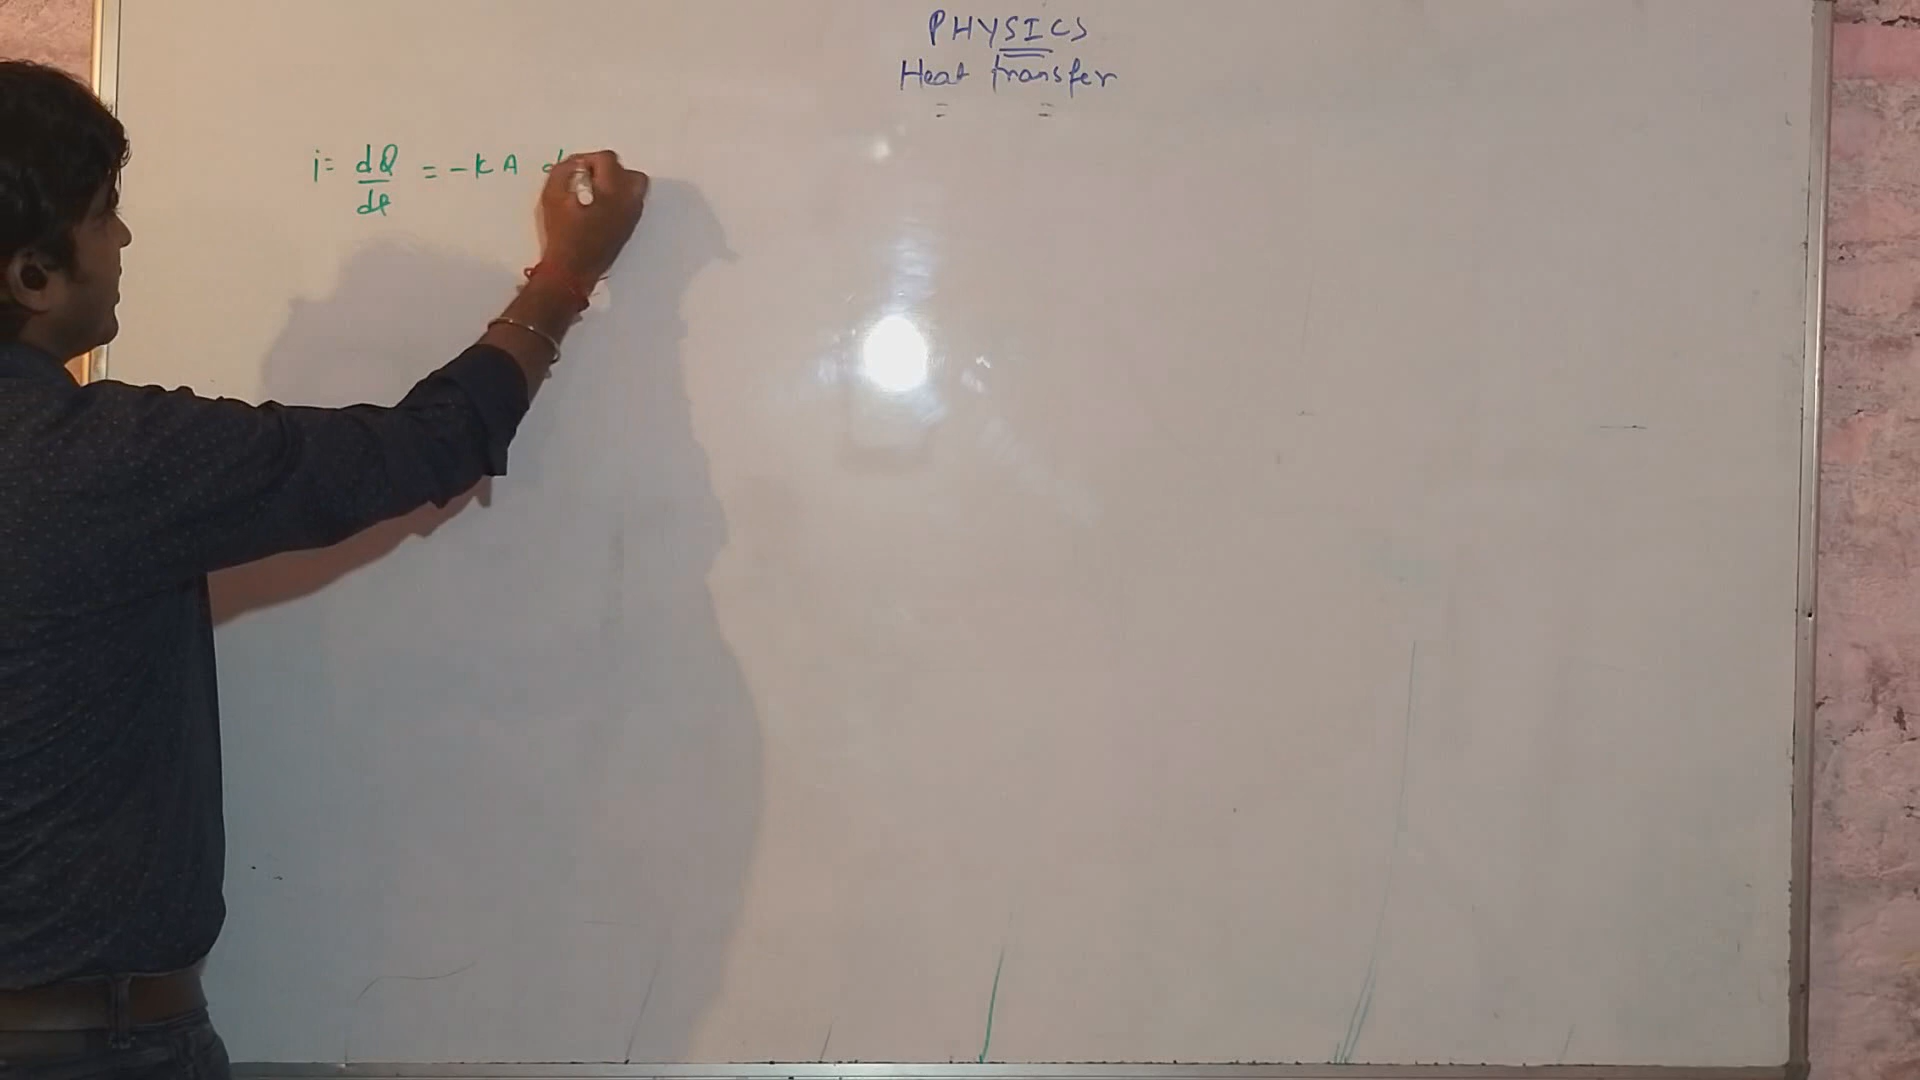 PHYSICS
Heat transfer
i = dQ/dt = -KA d